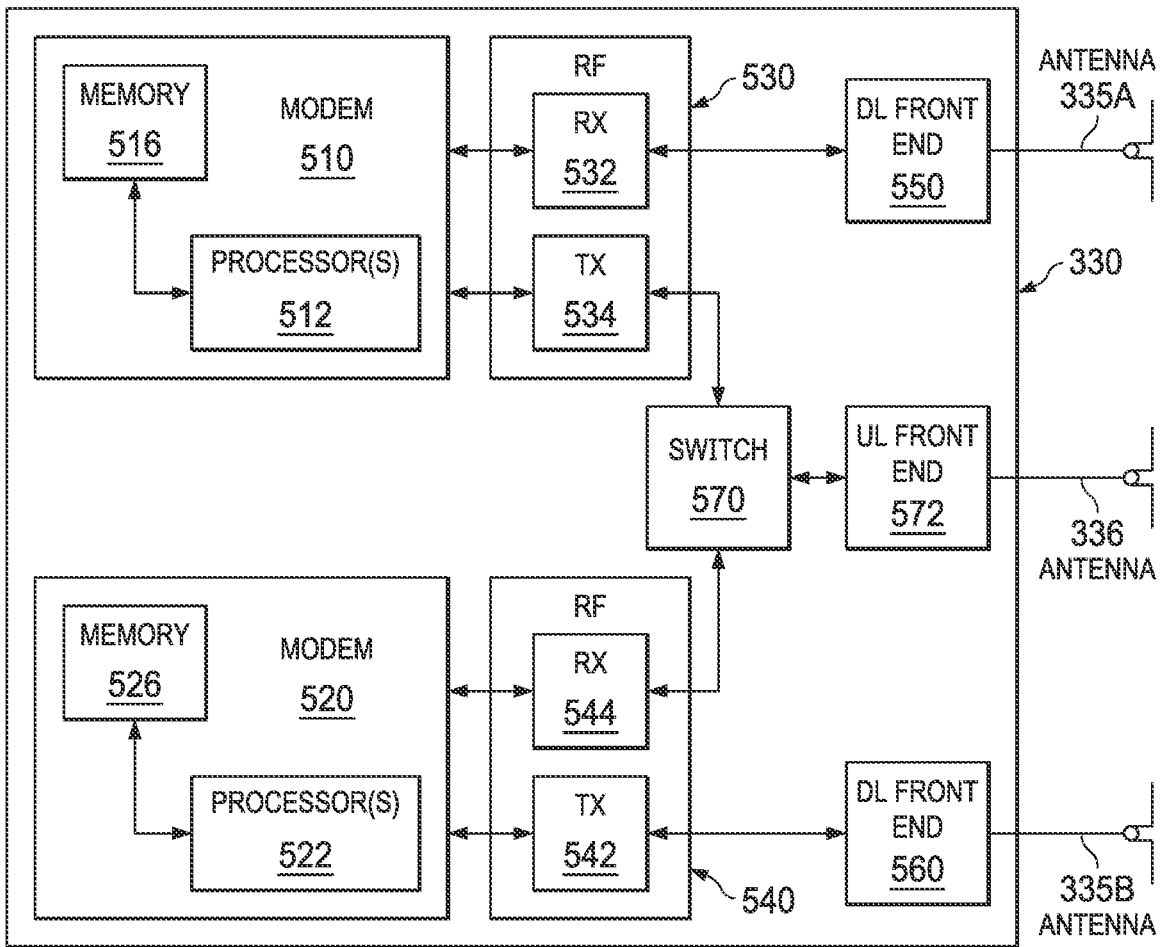 MEMORY
516
MODEM
510
PROCESSOR(S)
512
RF
RX
532
TX
534
530
DL FRONT
END
550
ANTENNA
335A
330
SWITCH
570
UL FRONT
END
572
336
ANTENNA
MEMORY
526
MODEM
520
PROCESSOR(S)
522
RF
RX
544
TX
542
540
DL FRONT
END
560
335B
ANTENNA